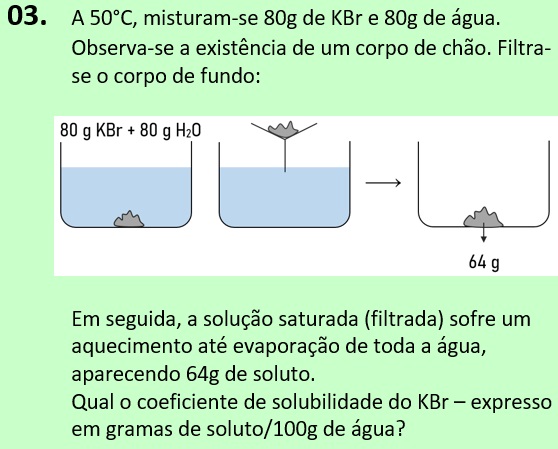 03. A 50°C, misturam-se 80g de KBr e 80g de água.
Observa-se a existência de um corpo de chão. Filtra-
se o corpo de fundo:
80 g KBr + 80 g H₂O
64 g
Em seguida, a solução saturada (filtrada) sofre um
aquecimento até evaporação de toda a água,
aparecendo 64g de soluto.
Qual o coeficiente de solubilidade do KBr – expresso
em gramas de soluto/100g de água?